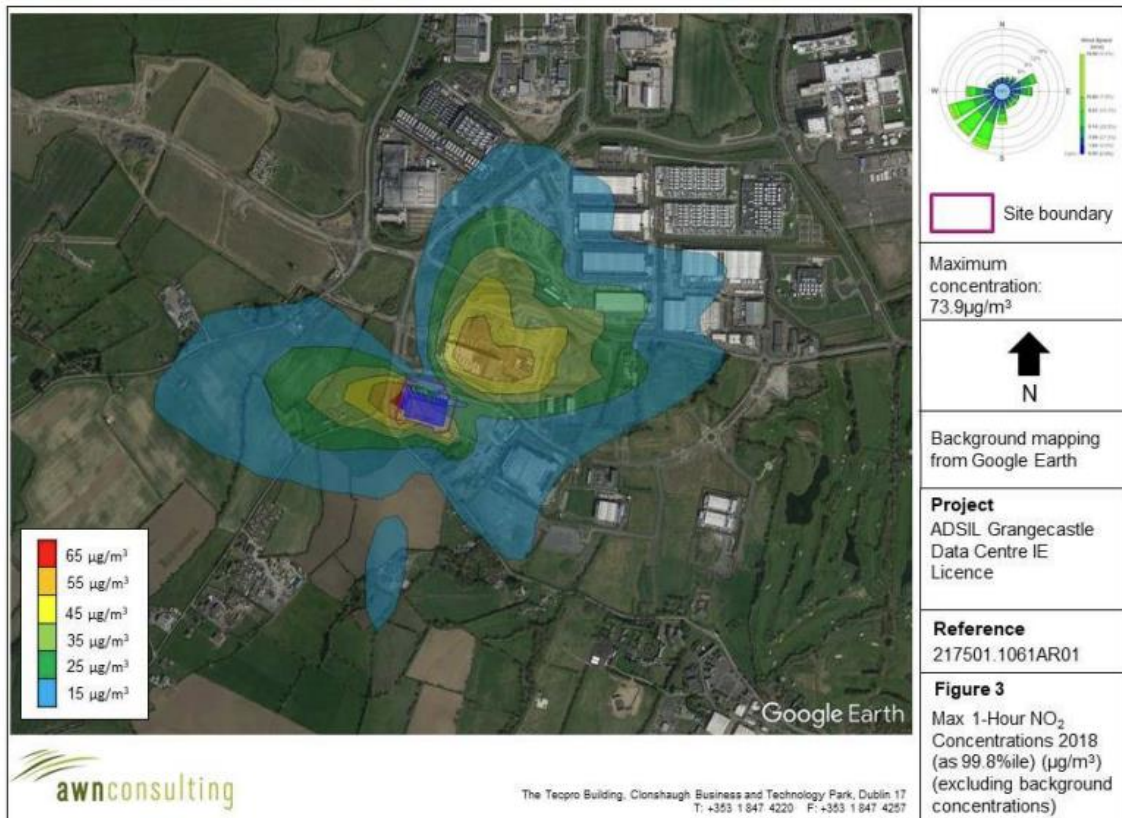 N
W
E
S
Site boundary
Maximum
concentration:
73.9µg/m³
N
Background mapping
from Google Earth
Project
ADSIL Grangecastle
Data Centre IE
Licence
Reference
217501.1061AR01
Figure 3
Max 1-Hour NO₂
Concentrations 2018
(as 99.8%ile) (µg/m³)
(excluding background
concentrations)
65 µg/m³
55 µg/m³
45 µg/m³
35 µg/m³
25 µg/m³
15 µg/m³
Google Earth
awnconsulting
The Tecpro Building, Clonshaugh Business and Technology Park, Dublin 17
T: +353 1 847 4220 F: +353 1 847 4257